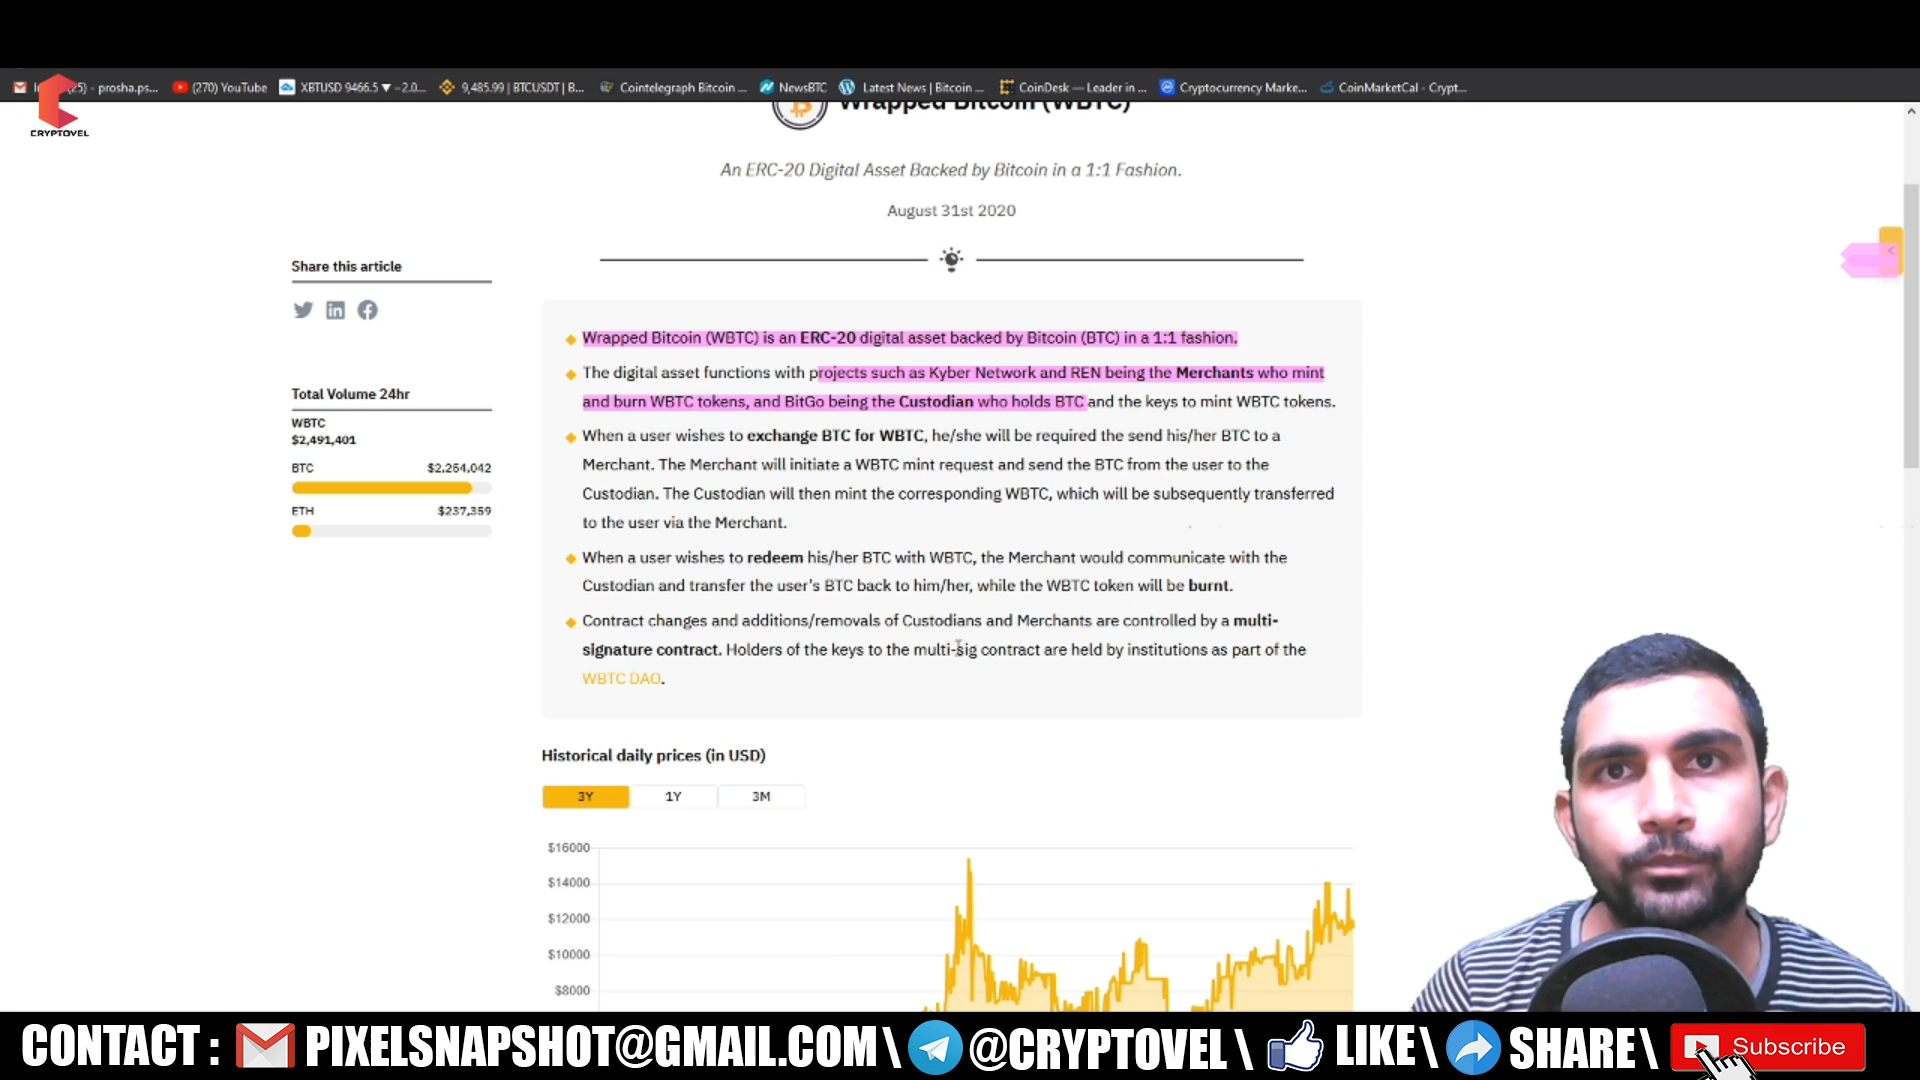 25) - prosha.ps...
(270) YouTube
XBTUSD 9466.5 ▼ −2.0...
9,485.99 | BTCUSDT | B...
Cointelegraph Bitcoin ...
NewsBTC
Latest News | Bitcoin ...
CoinDesk — Leader in ...
Cryptocurrency Marke...
CoinMarketCal - Crypt...
CRYPTOVEL
Wrapped Bitcoin (WBTC)
An ERC-20 Digital Asset Backed by Bitcoin in a 1:1 Fashion.
August 31st 2020
Share this article
Total Volume 24hr
WBTC
$2,491,401
BTC $2,254,042
ETH $237,359
Wrapped Bitcoin (WBTC) is an ERC-20 digital asset backed by Bitcoin (BTC) in a 1:1 fashion.
The digital asset functions with projects such as Kyber Network and REN being the Merchants who mint
and burn WBTC tokens, and BitGo being the Custodian who holds BTC and the keys to mint WBTC tokens.
When a user wishes to exchange BTC for WBTC, he/she will be required the send his/her BTC to a
Merchant. The Merchant will initiate a WBTC mint request and send the BTC from the user to the
Custodian. The Custodian will then mint the corresponding WBTC, which will be subsequently transferred
to the user via the Merchant.
When a user wishes to redeem his/her BTC with WBTC, the Merchant would communicate with the
Custodian and transfer the user's BTC back to him/her, while the WBTC token will be burnt.
Contract changes and additions/removals of Custodians and Merchants are controlled by a multi-
signature contract. Holders of the keys to the multi-sig contract are held by institutions as part of the
WBTC DAO.
Historical daily prices (in USD)
3Y 1Y 3M
$16000
$14000
$12000
$10000
$8000
CONTACT : PIXELSNAPSHOT@GMAIL.COM \ @CRYPTOVEL \ LIKE \ SHARE \ Subscribe